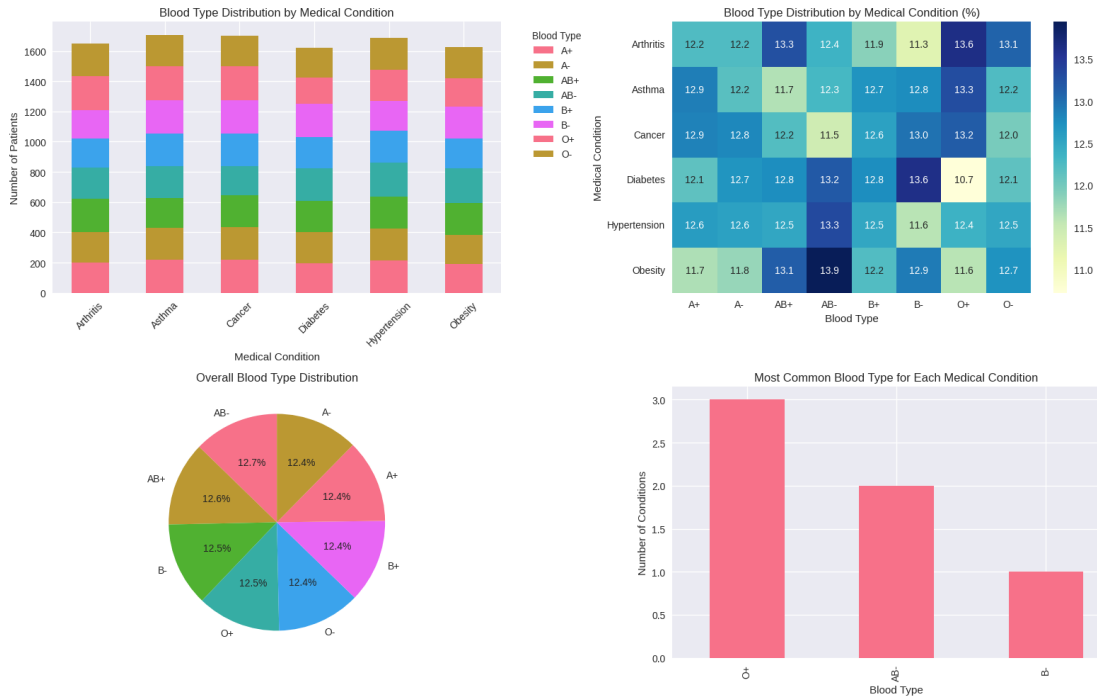 Blood Type Distribution by Medical Condition
Number of Patients
1600
1400
1200
1000
800
600
400
200
0
Arthritis
Asthma
Cancer
Diabetes
Hypertension
Obesity
Medical Condition
Blood Type
A+
A-
AB+
AB-
B+
B-
O+
O-
Blood Type Distribution by Medical Condition (%)
Medical Condition
Arthritis 12.2 12.2 13.3 12.4 11.9 11.3 13.6 13.1
Asthma 12.9 12.2 11.7 12.3 12.7 12.8 13.3 12.2
Cancer 12.9 12.8 12.2 11.5 12.6 13.0 13.2 12.0
Diabetes 12.1 12.7 12.8 13.2 12.8 13.6 10.7 12.1
Hypertension 12.6 12.6 12.5 13.3 12.5 11.6 12.4 12.5
Obesity 11.7 11.8 13.1 13.9 12.2 12.9 11.6 12.7
A+ A- AB+ AB- B+ B- O+ O-
Blood Type
13.5
13.0
12.5
12.0
11.5
11.0
Overall Blood Type Distribution
AB- 12.7%
A- 12.4%
A+ 12.4%
AB+ 12.6%
B- 12.5%
B+ 12.4%
O+ 12.5%
O- 12.4%
Most Common Blood Type for Each Medical Condition
Number of Conditions
3.0
2.5
2.0
1.5
1.0
0.5
0.0
O+ AB- B-
Blood Type